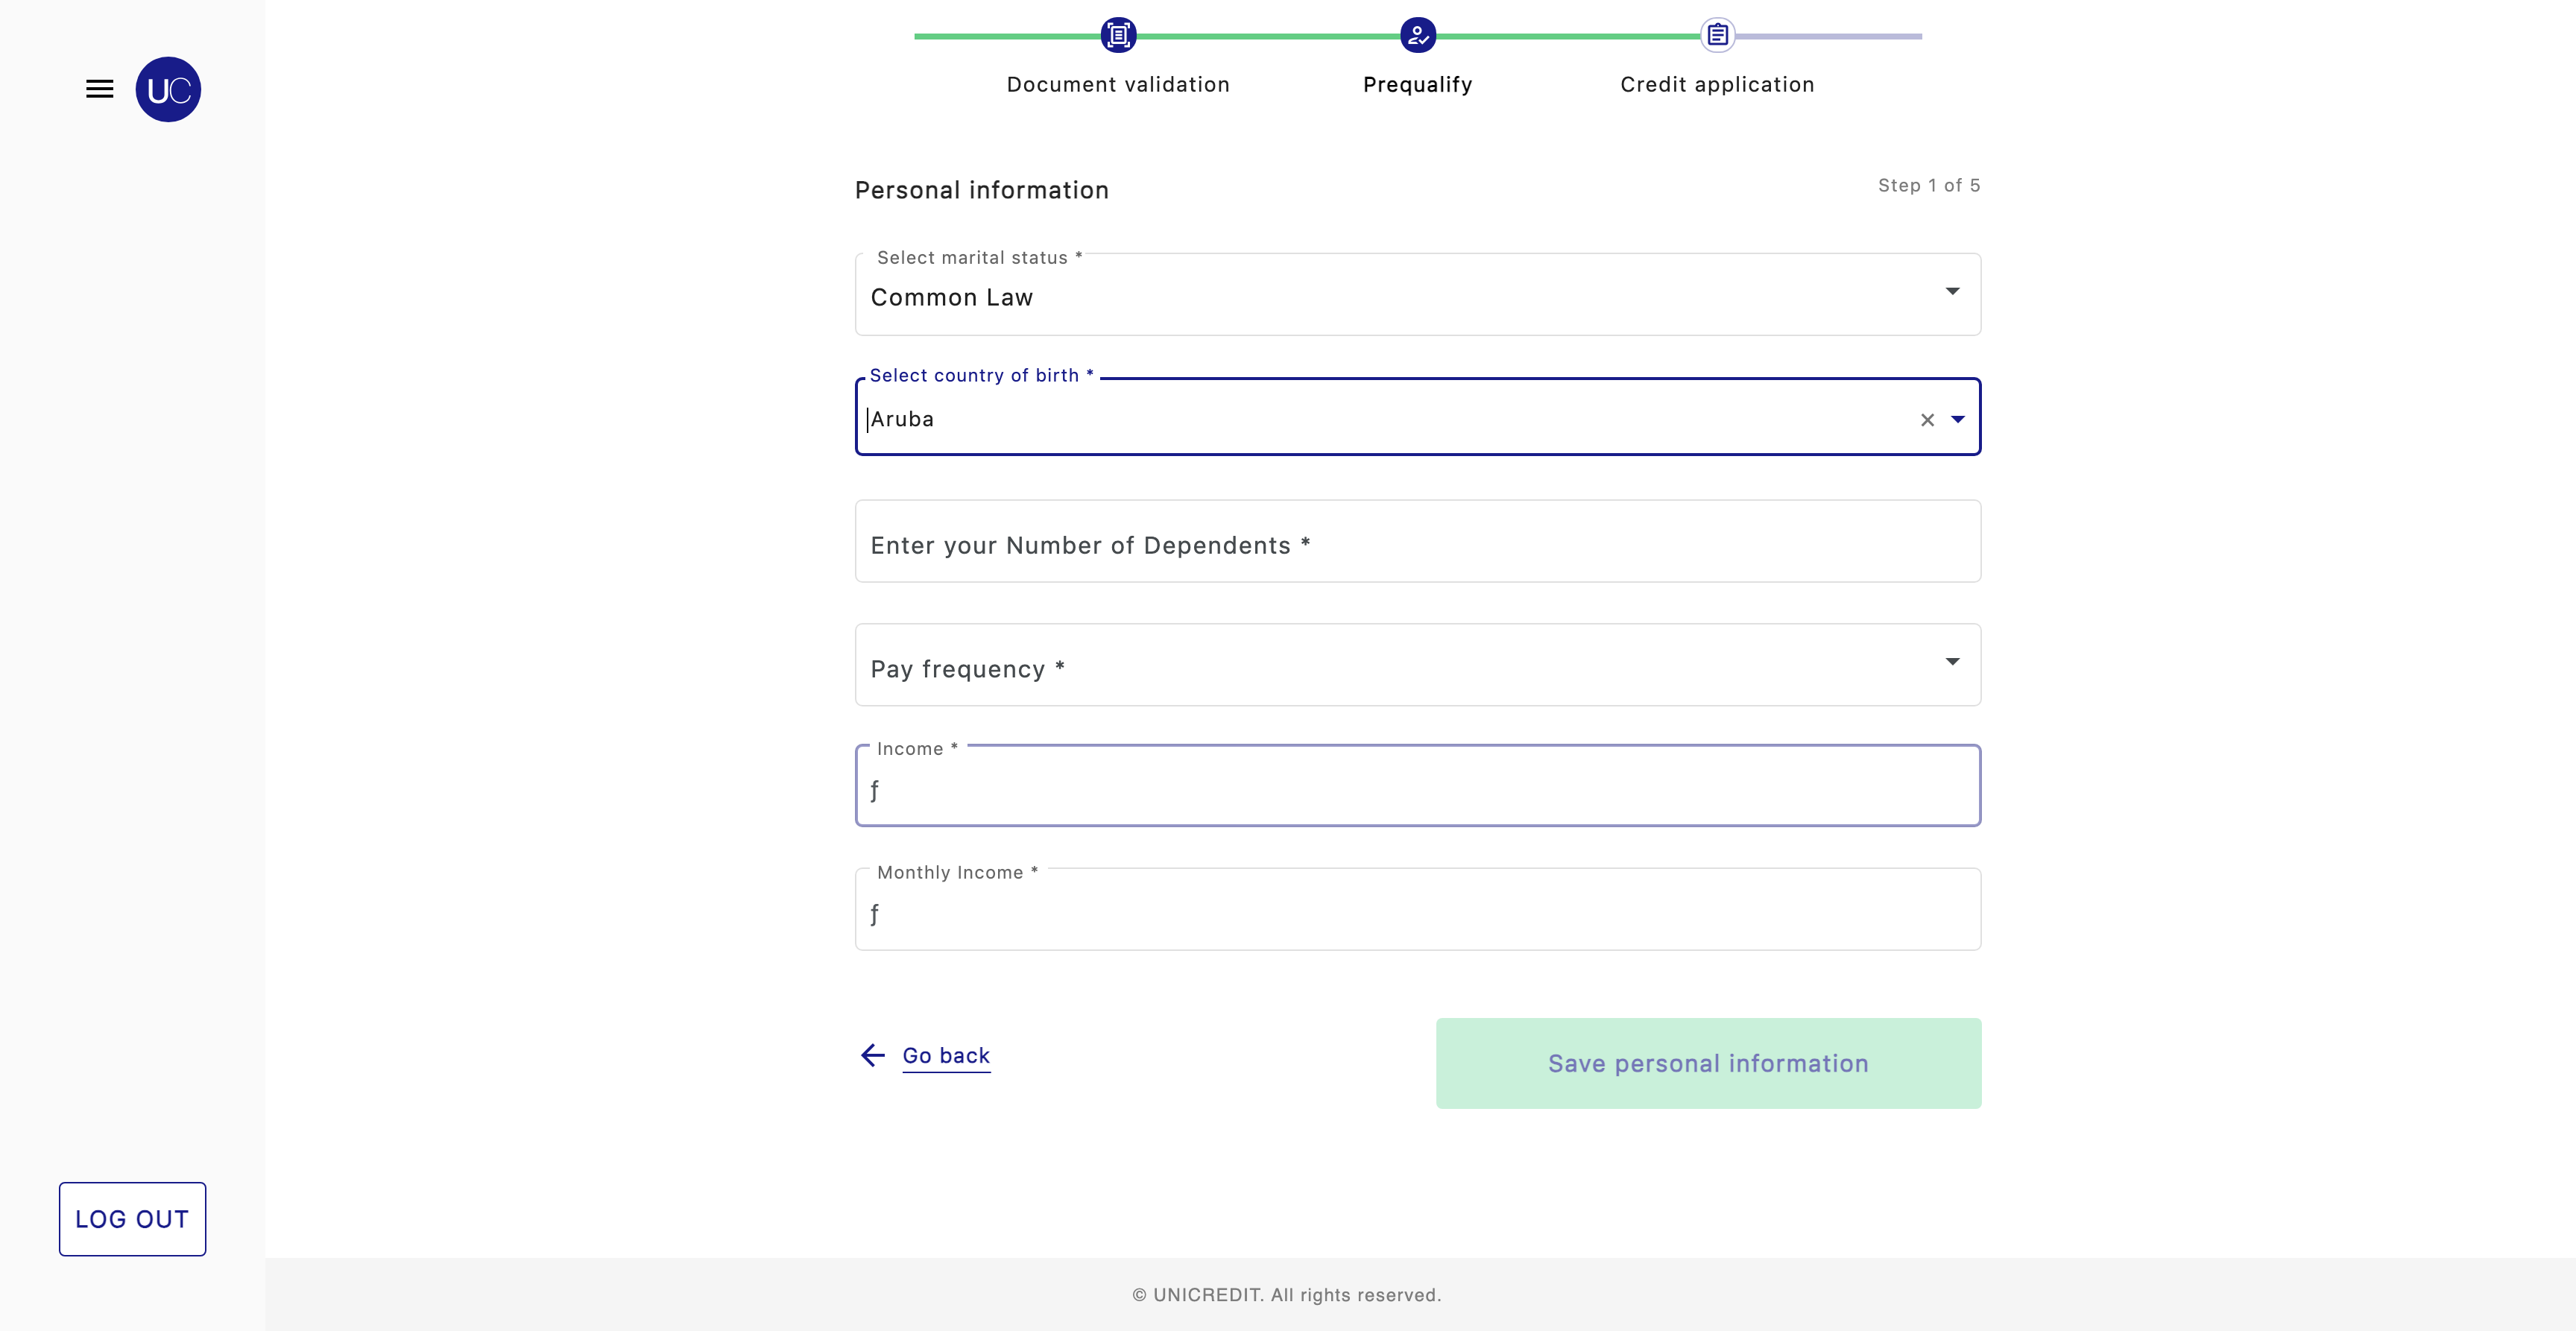 UC
Document validation
Prequalify
Credit application
Personal information
Step 1 of 5
Select marital status *
Common Law
Select country of birth *
Aruba
Enter your Number of Dependents *
Pay frequency *
Income *
ƒ
Monthly Income *
ƒ
Go back
Save personal information
LOG OUT
© UNICREDIT. All rights reserved.